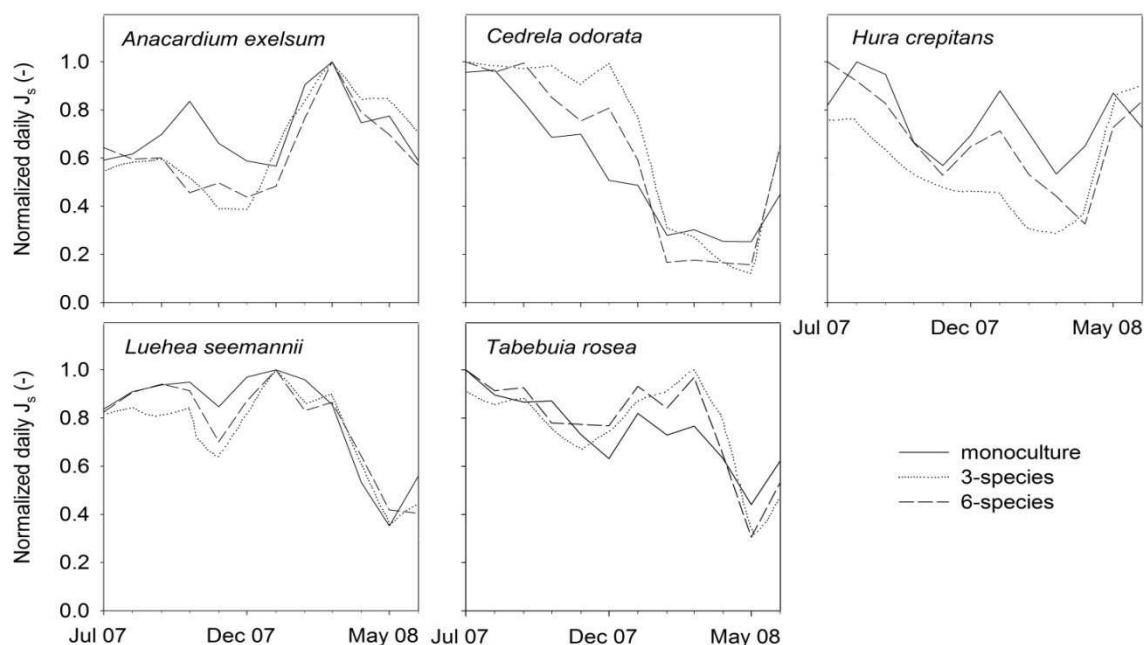 Anacardium exelsum
Cedrela odorata
Hura crepitans
Normalized daily Js (-)
1.0
0.8
0.6
0.4
0.2
0.0
Jul 07 Dec 07 May 08
Luehea seemannii
Tabebuia rosea
Normalized daily Js (-)
1.0
0.8
0.6
0.4
0.2
0.0
Jul 07 Dec 07 May 08 Jul 07 Dec 07 May 08
monoculture
3-species
6-species